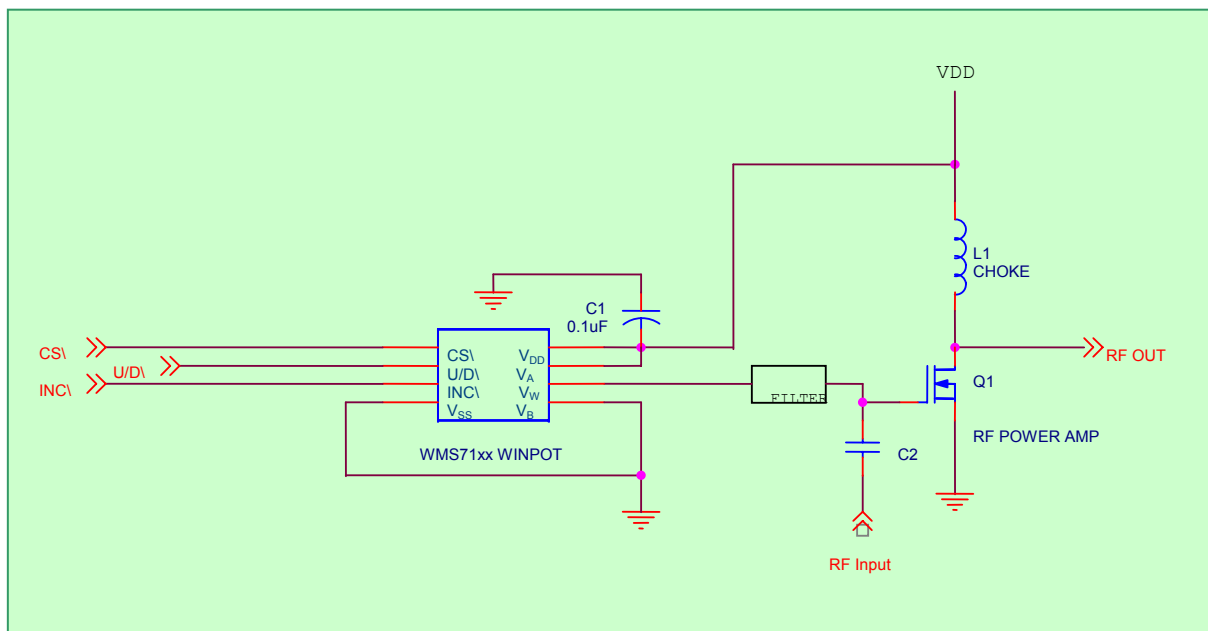 VDD
L1
CHOKE
C1
0.1uF
CS\
U/D\
INC\
CS\
U/D\
INC\
VSS
VDD
VA
VW
VB
WMS71xx WINPOT
FILTER
C2
Q1
RF POWER AMP
RF OUT
RF Input